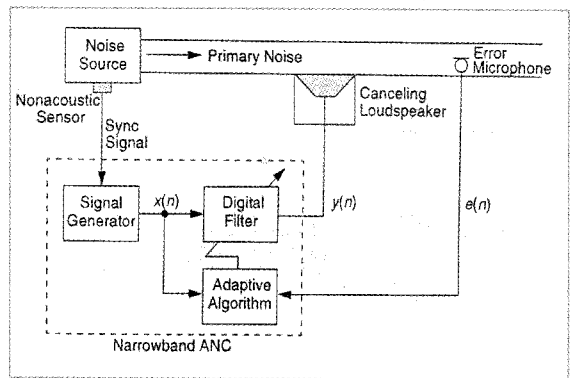 Noise
Source
Primary Noise
Error
Microphone
Nonacoustic
Sensor
Canceling
Loudspeaker
Sync
Signal
Signal
Generator
x(n)
Digital
Filter
y(n)
e(n)
Adaptive
Algorithm
Narrowband ANC